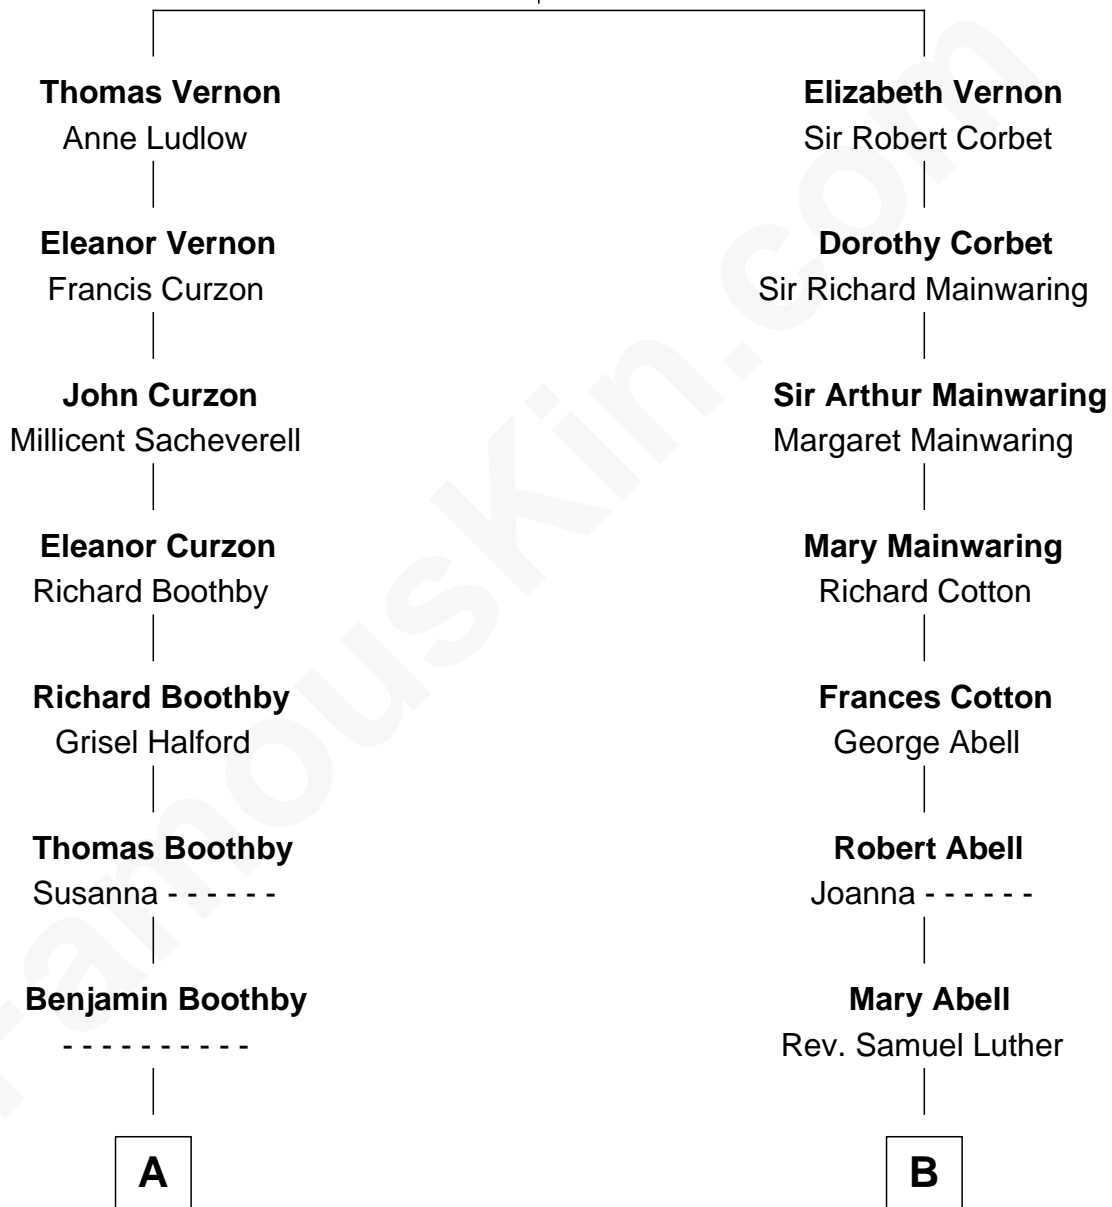 Thomas Vernon
Anne Ludlow
Eleanor Vernon
Francis Curzon
John Curzon
Millicent Sacheverell
Eleanor Curzon
Richard Boothby
Richard Boothby
Grisel Halford
Thomas Boothby
Susanna - - - - - -
Benjamin Boothby
- - - - - - - - - -
A
Elizabeth Vernon
Sir Robert Corbet
Dorothy Corbet
Sir Richard Mainwaring
Sir Arthur Mainwaring
Margaret Mainwaring
Mary Mainwaring
Richard Cotton
Frances Cotton
George Abell
Robert Abell
Joanna - - - - - -
Mary Abell
Rev. Samuel Luther
B
FamousKin.com